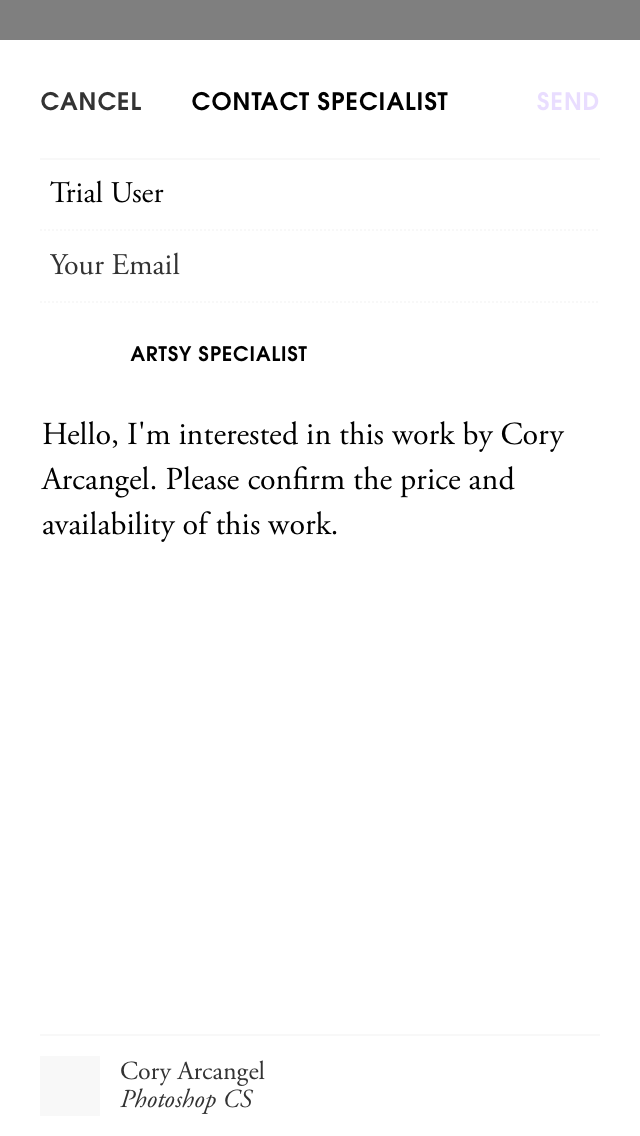 CANCEL CONTACT SPECIALIST SEND
Trial User
Your Email
ARTSY SPECIALIST
Hello, I'm interested in this work by Cory
Arcangel. Please confirm the price and
availability of this work.
Cory Arcangel
Photoshop CS